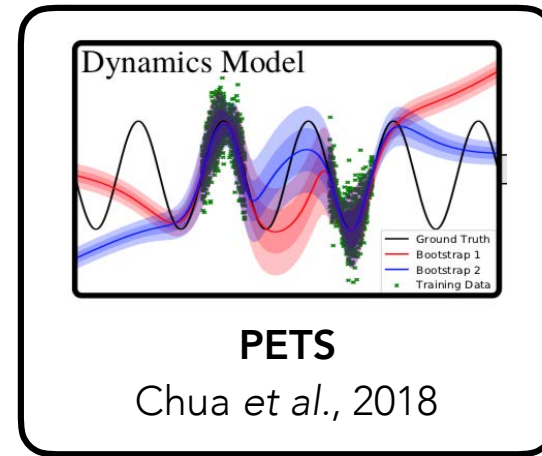 Dynamics Model
Ground Truth
Bootstrap 1
Bootstrap 2
Training Data
PETS
Chua et al., 2018